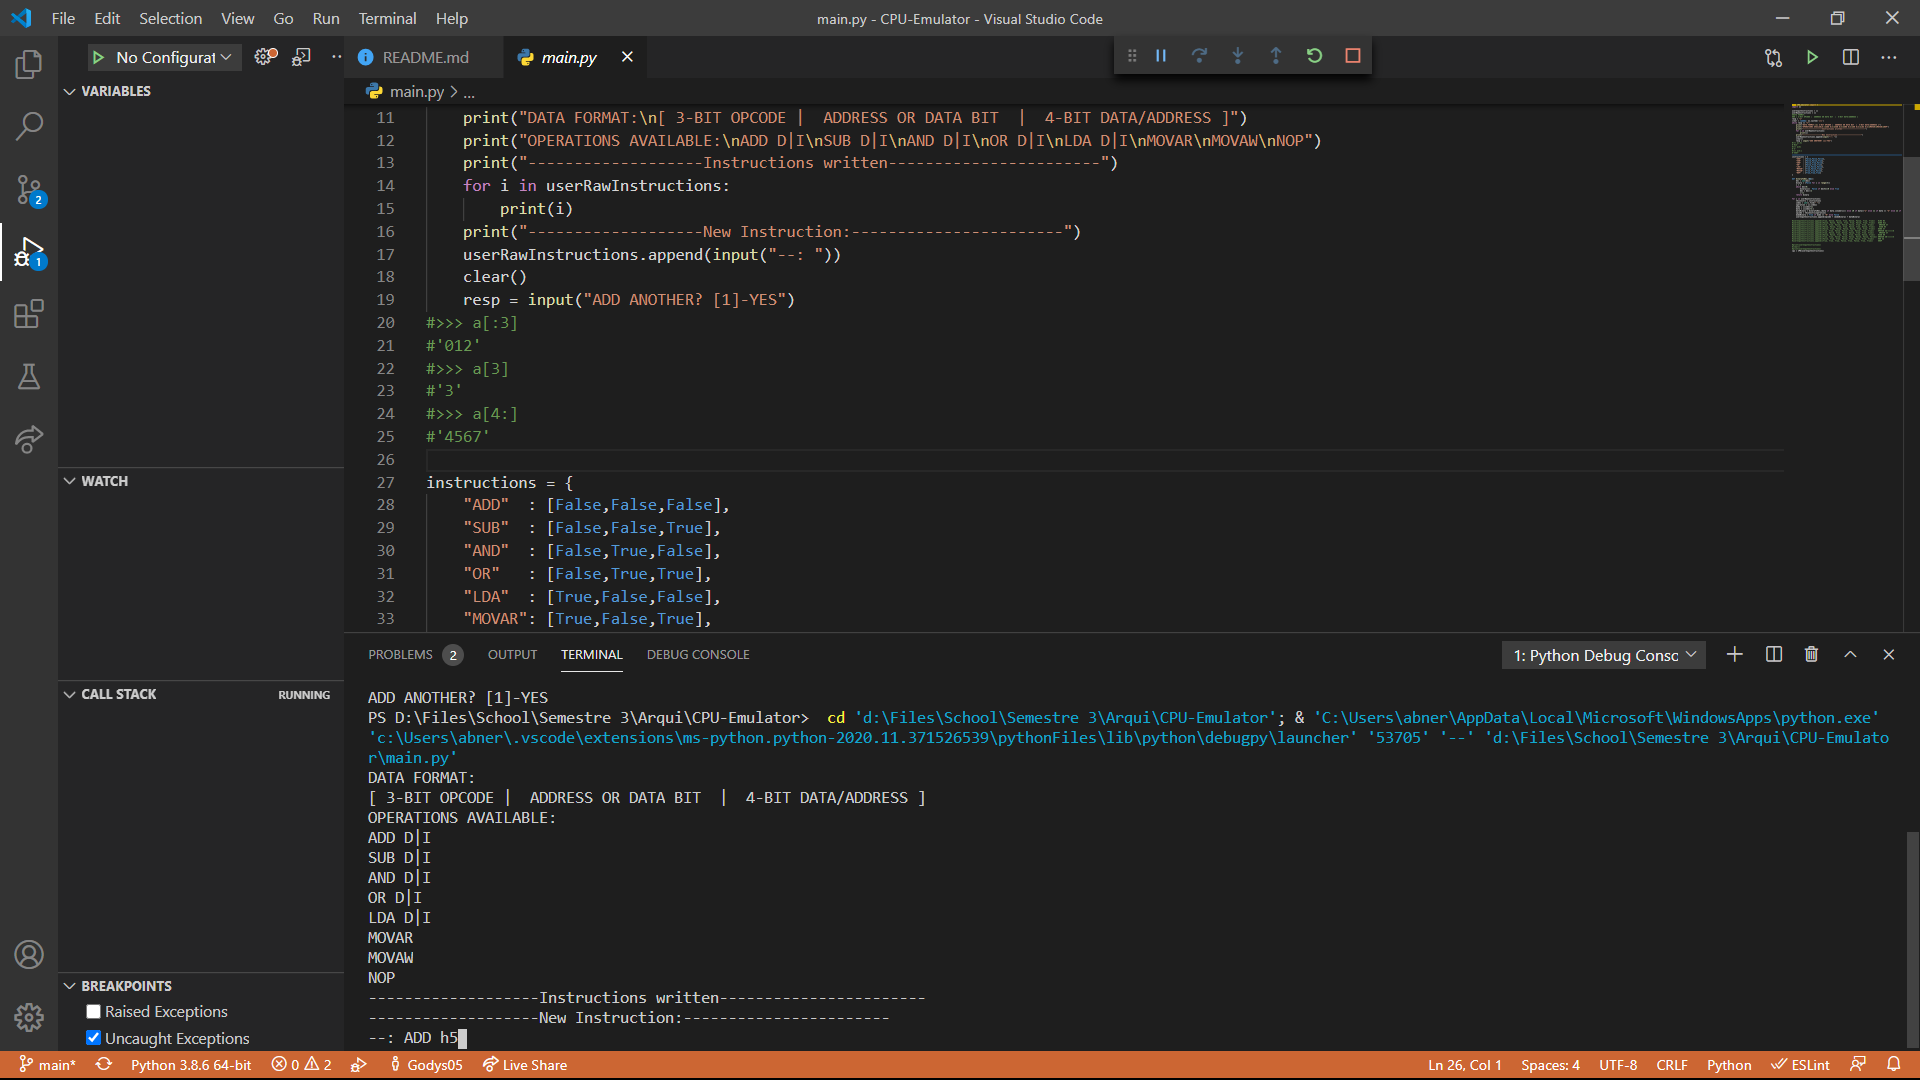 File Edit Selection View Go Run Terminal Help
main.py - CPU-Emulator - Visual Studio Code
No Configurat
README.md
main.py
VARIABLES
main.py > ...
11 print("DATA FORMAT:\n[ 3-BIT OPCODE | ADDRESS OR DATA BIT | 4-BIT DATA/ADDRESS ]")
12 print("OPERATIONS AVAILABLE:\nADD D|I\nSUB D|I\nAND D|I\nOR D|I\nLDA D|I\nMOVAR\nMOVAW\nNOP")
13 print("-------------------Instructions written-----------------------")
14 for i in userRawInstructions:
15 print(i)
16 print("-------------------New Instruction:-----------------------")
17 userRawInstructions.append(input("--: "))
18 clear()
19 resp = input("ADD ANOTHER? [1]-YES")
20 #>>> a[:3]
21 #'012'
22 #>>> a[3]
23 #'3'
24 #>>> a[4:]
25 #'4567'
26
27 instructions = {
28 "ADD" : [False,False,False],
29 "SUB" : [False,False,True],
30 "AND" : [False,True,False],
31 "OR" : [False,True,True],
32 "LDA" : [True,False,False],
33 "MOVAR": [True,False,True],
WATCH
CALL STACK RUNNING
BREAKPOINTS
Raised Exceptions
Uncaught Exceptions
2
1
PROBLEMS 2 OUTPUT TERMINAL DEBUG CONSOLE
1: Python Debug Consc
ADD ANOTHER? [1]-YES
PS D:\Files\School\Semestre 3\Arqui\CPU-Emulator> cd 'd:\Files\School\Semestre 3\Arqui\CPU-Emulator'; & 'C:\Users\abner\AppData\Local\Microsoft\WindowsApps\python.exe'
'c:\Users\abner\.vscode\extensions\ms-python.python-2020.11.371526539\pythonFiles\lib\python\debugpy\launcher' '53705' '--' 'd:\Files\School\Semestre 3\Arqui\CPU-Emulato
r\main.py'
DATA FORMAT:
[ 3-BIT OPCODE | ADDRESS OR DATA BIT | 4-BIT DATA/ADDRESS ]
OPERATIONS AVAILABLE:
ADD D|I
SUB D|I
AND D|I
OR D|I
LDA D|I
MOVAR
MOVAW
NOP
-------------------Instructions written-----------------------
-------------------New Instruction:-----------------------
--: ADD h5
main* Python 3.8.6 64-bit 0 2 Godys05 Live Share Ln 26, Col 1 Spaces: 4 UTF-8 CRLF Python ESLint